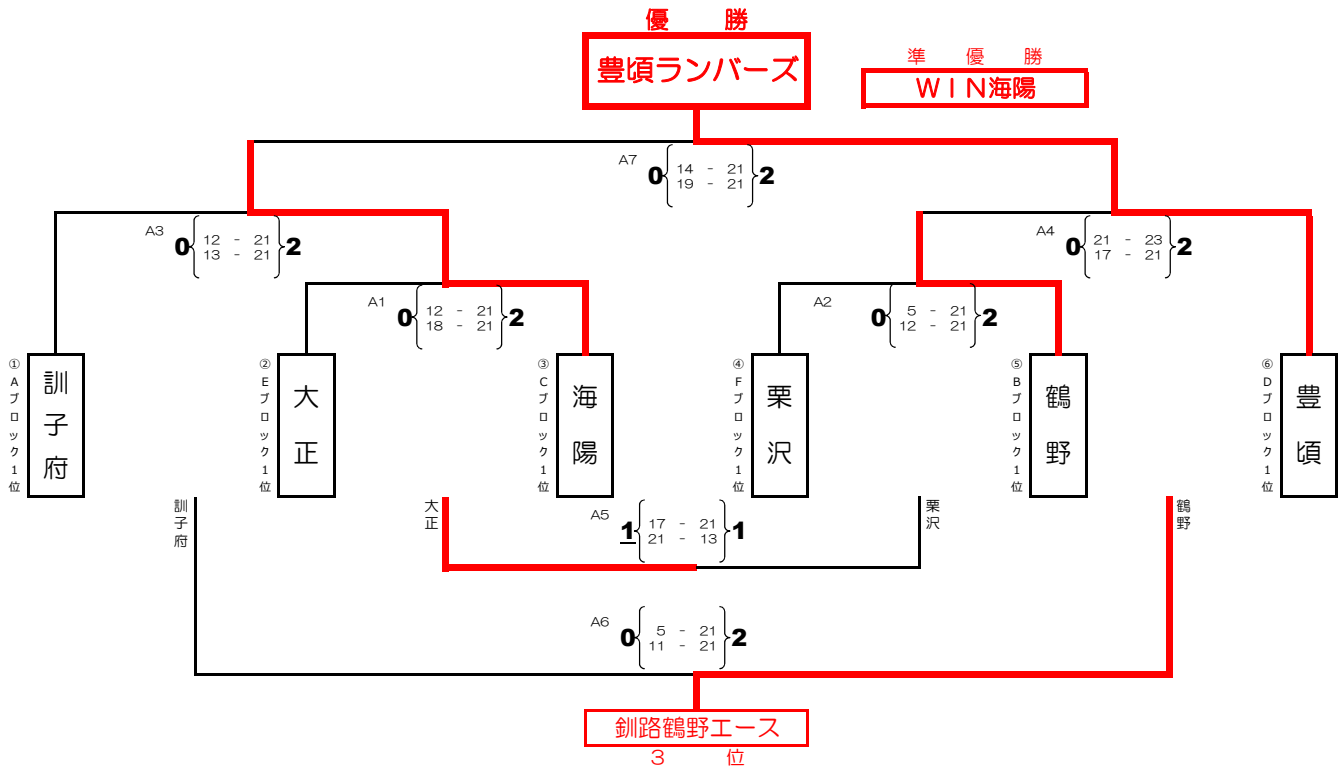 優　勝
豊頃ランバーズ
準　優　勝
ＷＩＮ海陽
A7
0 14 - 21 2
19 - 21
A3
0 12 - 21 2
13 - 21
A4
0 21 - 23 2
17 - 21
A1
0 12 - 21 2
18 - 21
A2
0 5 - 21 2
12 - 21
①Aブロック1位
訓子府
②Eブロック1位
大正
③Cブロック1位
海陽
④Fブロック1位
栗沢
⑤Bブロック1位
鶴野
⑥Dブロック1位
豊頃
訓子府
大正
A5
1 17 - 21 1
21 - 13
栗沢
鶴野
A6
0 5 - 21 2
11 - 21
釧路鶴野エース
３　位